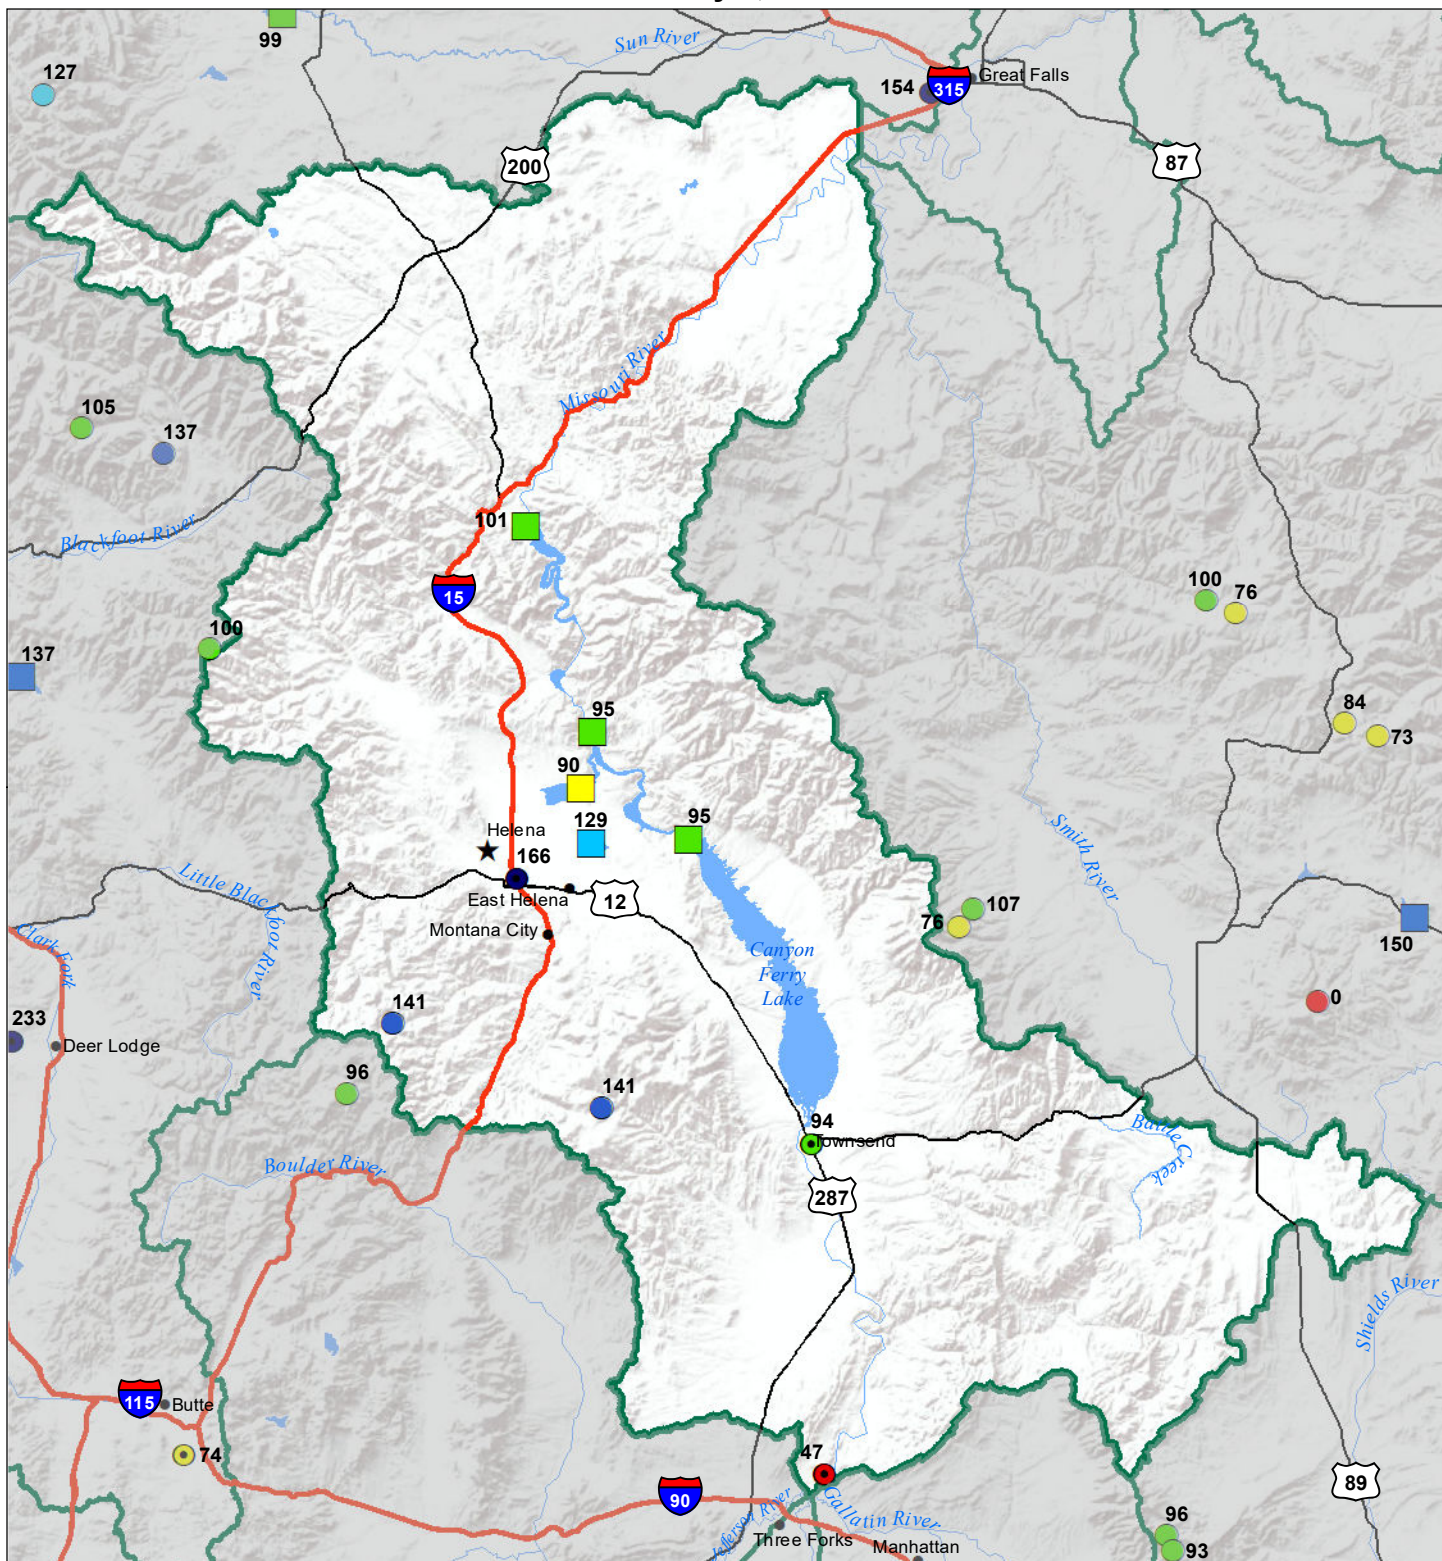 99
Sun River
127
154
315
Great Falls
200
87
Missouri River
105
137
101
Blackfoot River
15
100
76
100
137
95
84
73
90
129
95
Helena
166
Smith River
Little Blackfoot River
East Helena
12
107
Montana City
76
Clark Fork
Canyon
Ferry
Lake
150
0
141
233
Deer Lodge
96
141
94
Townsend
Battle Creek
Boulder River
287
Shields River
115
Butte
74
47
90
89
Jefferson River
Gallatin River
Three Forks
96
Manhattan
93